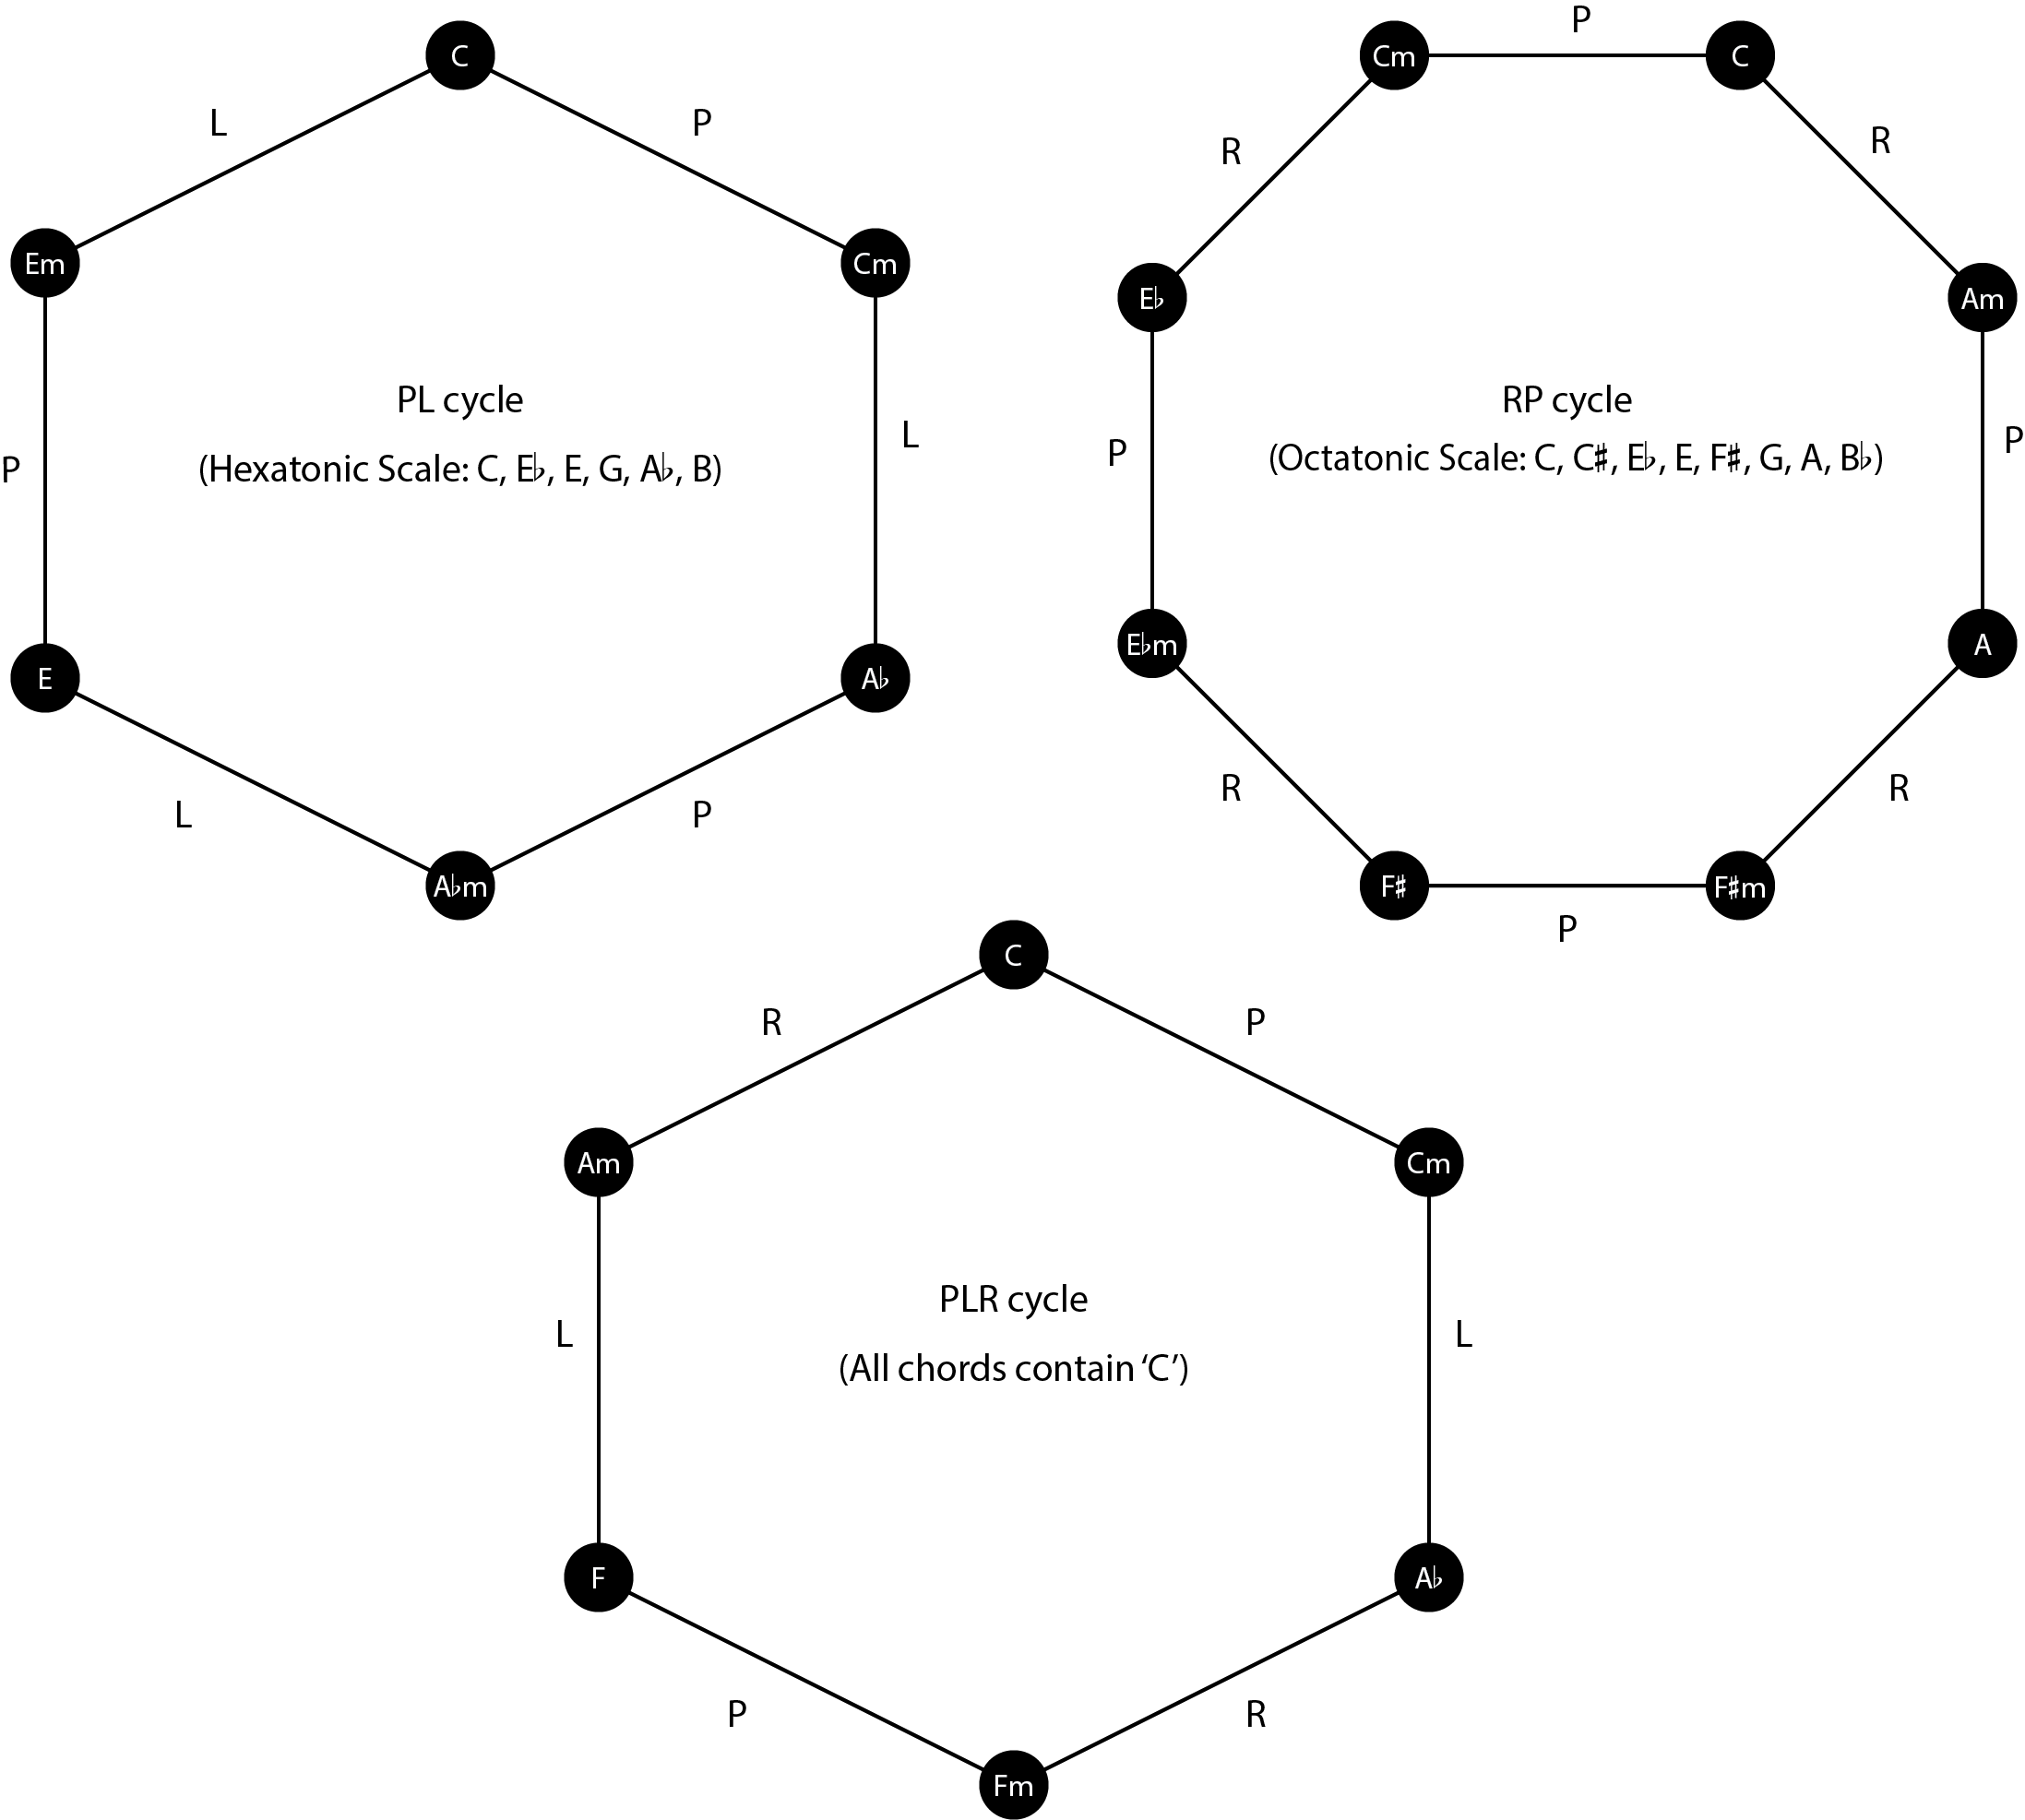 P
C
Cm
C
L
P
R
R
Em
Cm
E♭
Am
PL cycle
RP cycle
(Hexatonic Scale: C, E♭, E, G, A♭, B)
(Octatonic Scale: C, C♯, E♭, E, F♯, G, A, B♭)
P
L
P
P
E
A♭
E♭m
A
L
P
R
R
A♭m
F♯
F♯m
P
C
R
P
Am
Cm
PLR cycle
(All chords contain ‘C’)
L
L
F
A♭
P
R
Fm